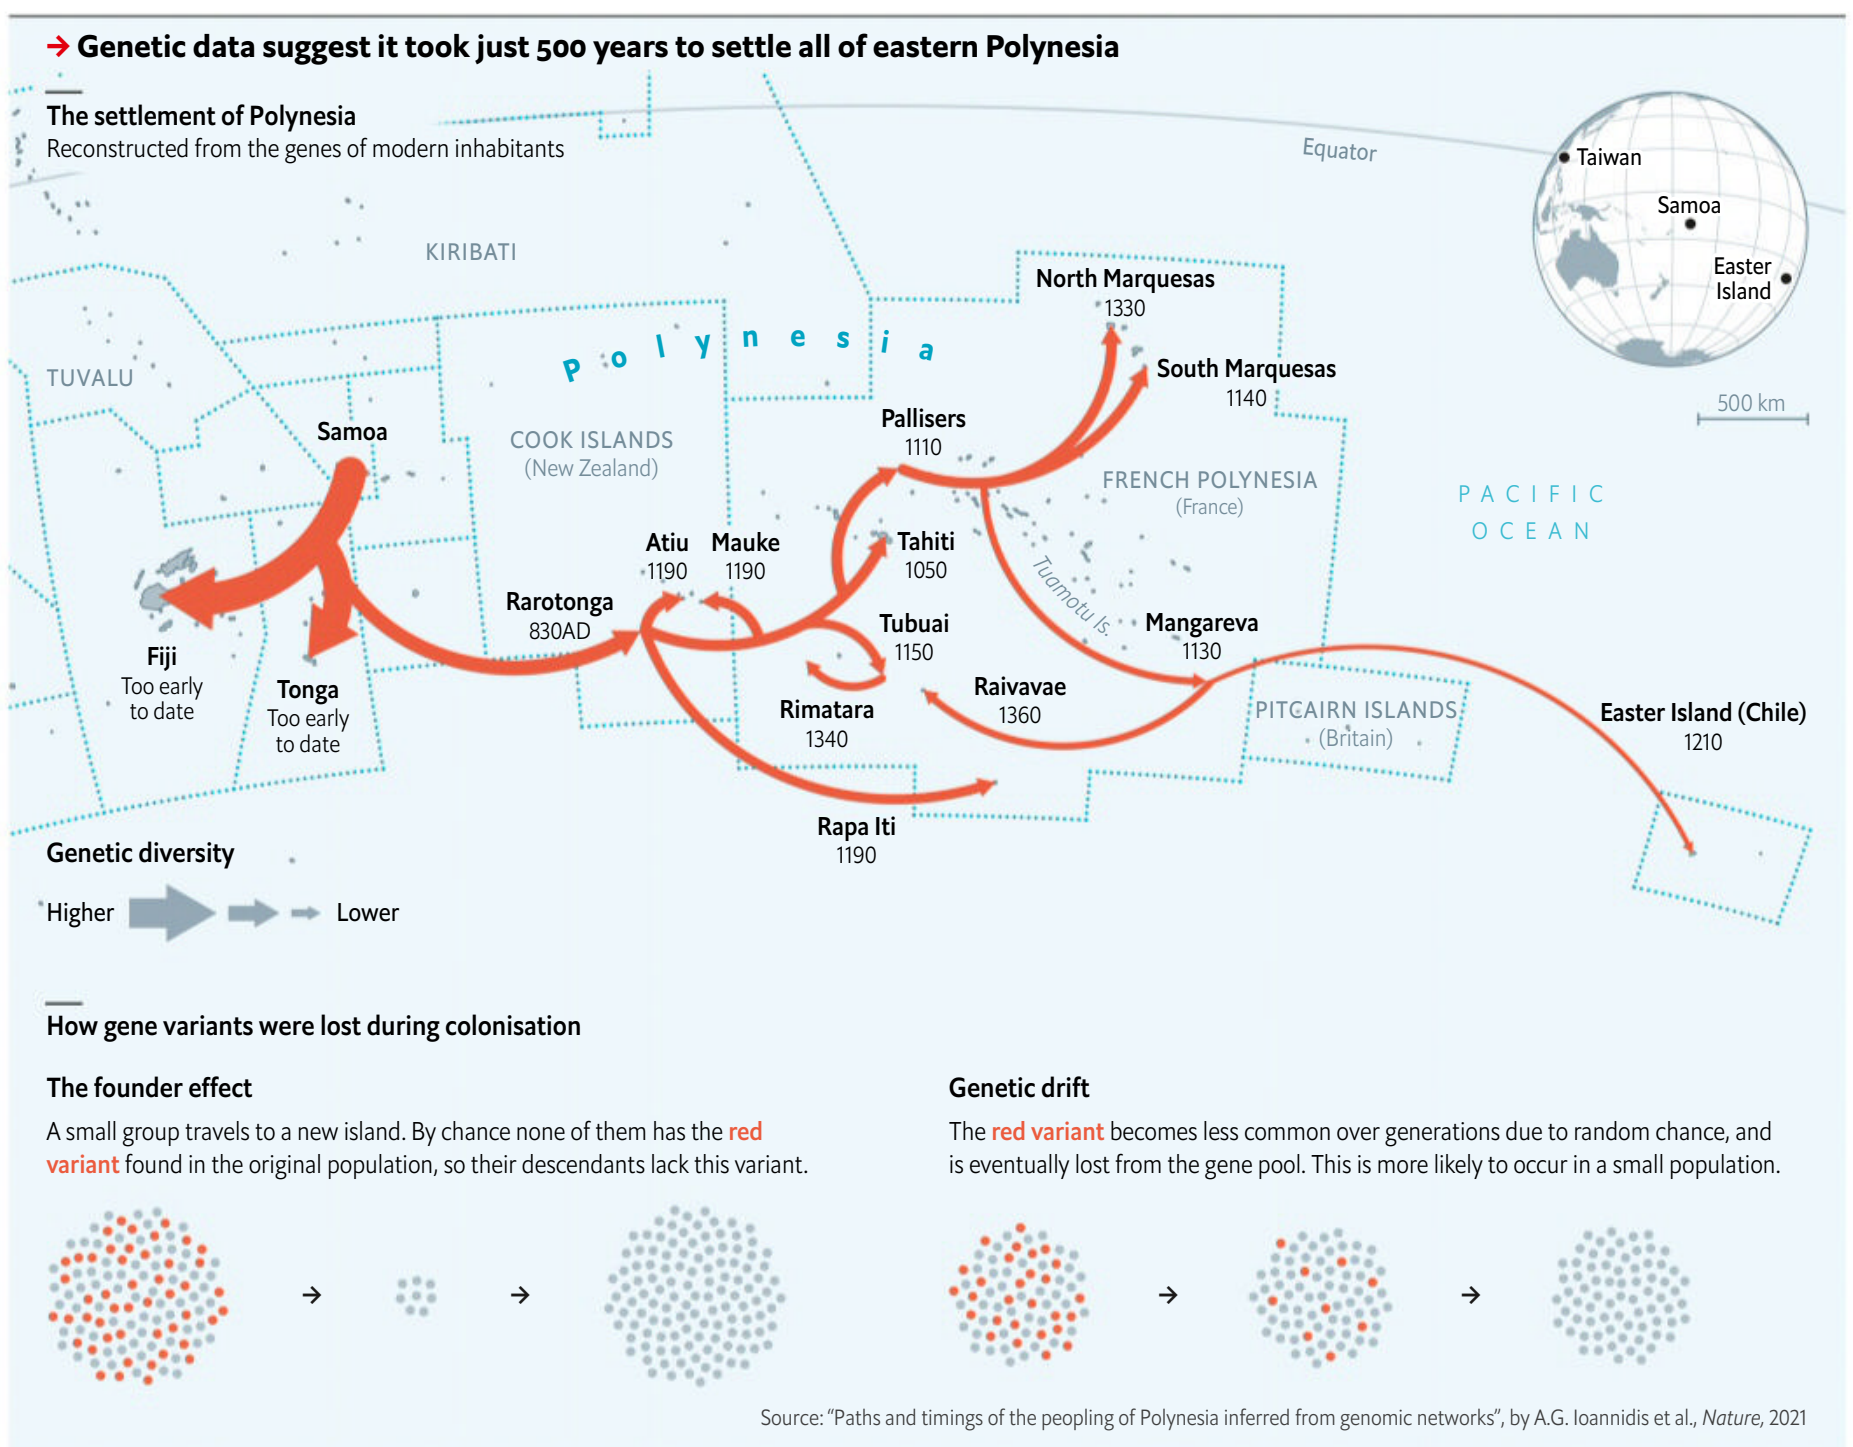 → Genetic data suggest it took just 500 years to settle all of eastern Polynesia
The settlement of Polynesia
Reconstructed from the genes of modern inhabitants
Equator
Taiwan
Samoa
Easter
Island
500 km
KIRIBATI
TUVALU
Polynesia
North Marquesas
1330
South Marquesas
1140
Samoa
COOK ISLANDS
(New Zealand)
Pallisers
1110
FRENCH POLYNESIA
(France)
PACIFIC
OCEAN
Atiu
1190
Mauke
1190
Tahiti
1050
Tuamotu Is.
Rarotonga
830AD
Tubuai
1150
Mangareva
1130
Fiji
Too early
to date
Tonga
Too early
to date
Rimatara
1340
Raivavae
1360
PITCAIRN ISLANDS
(Britain)
Easter Island (Chile)
1210
Rapa Iti
1190
Genetic diversity
Higher
Lower
How gene variants were lost during colonisation
The founder effect
A small group travels to a new island. By chance none of them has the red
variant found in the original population, so their descendants lack this variant.
Genetic drift
The red variant becomes less common over generations due to random chance, and
is eventually lost from the gene pool. This is more likely to occur in a small population.
Source: “Paths and timings of the peopling of Polynesia inferred from genomic networks”, by A.G. Ioannidis et al., Nature, 2021